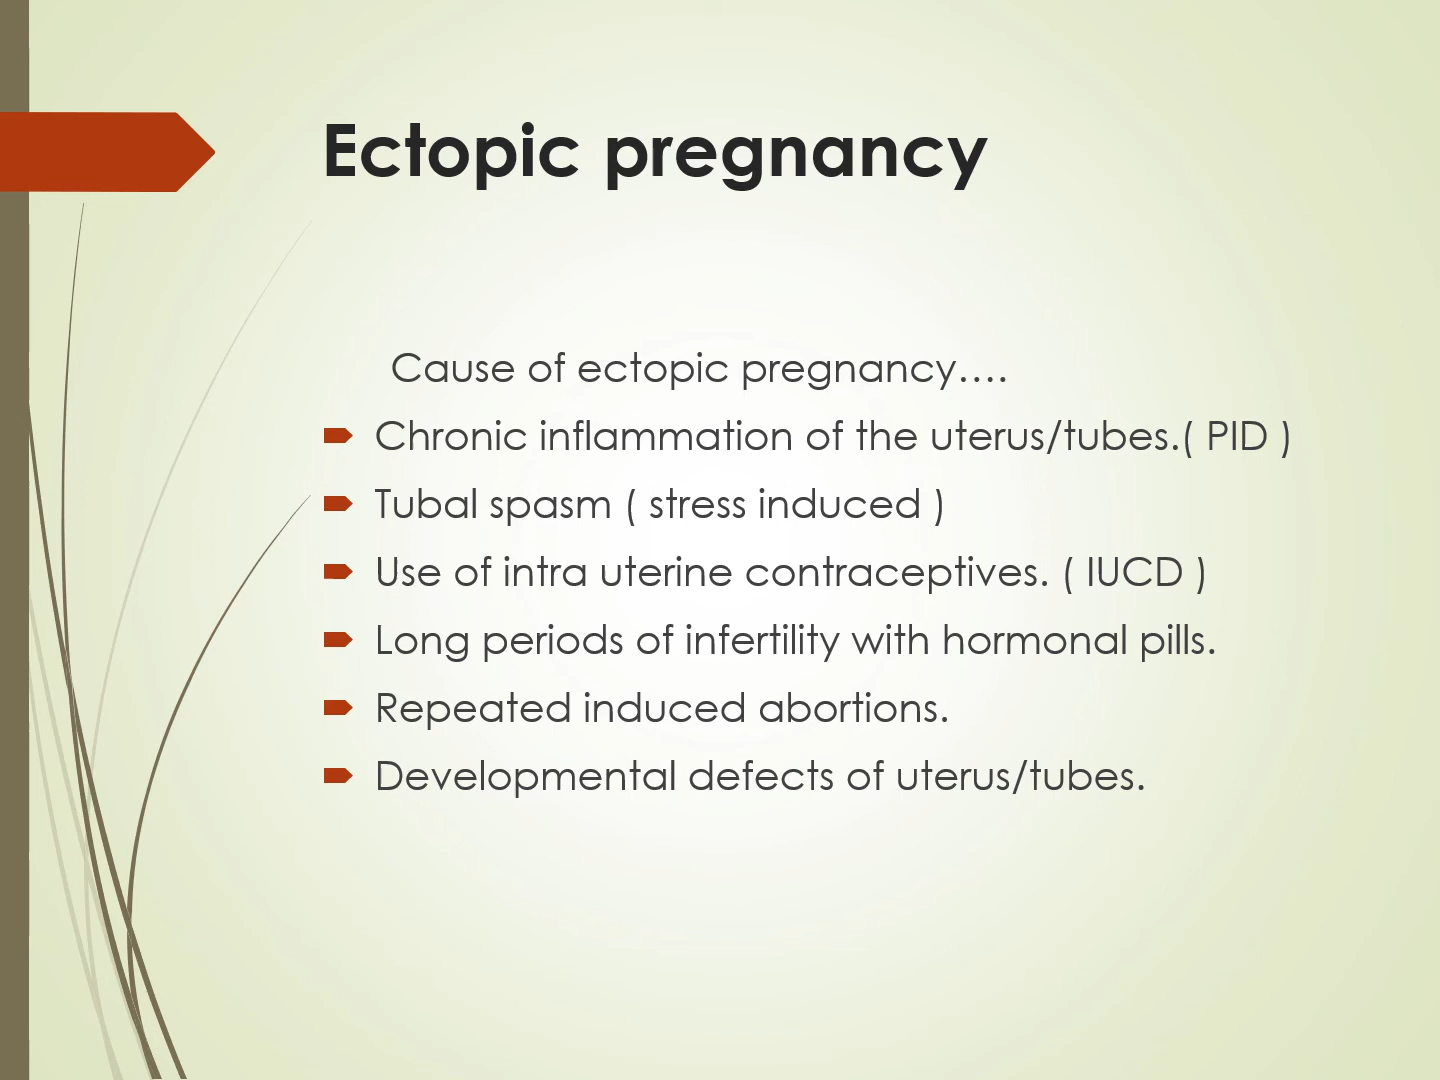 Ectopic pregnancy
Cause of ectopic pregnancy....
Chronic inflammation of the uterus/tubes.( PID )
Tubal spasm ( stress induced )
Use of intra uterine contraceptives. ( IUCD )
Long periods of infertility with hormonal pills.
Repeated induced abortions.
Developmental defects of uterus/tubes.